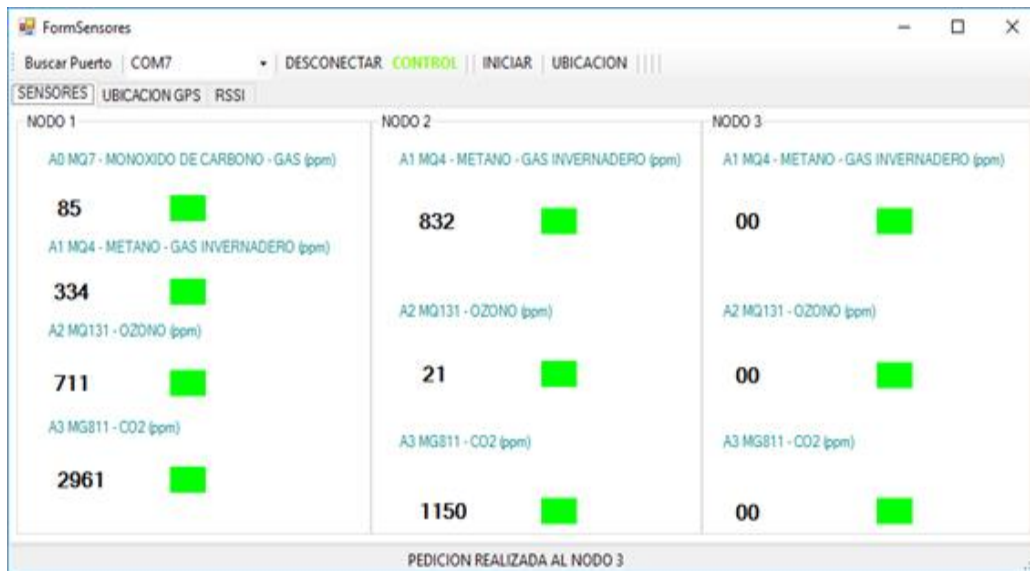 FormSensores
Buscar Puerto COM7 DESCONECTAR CONTROL INICIAR UBICACION
SENSORES UBICACION GPS RSSI
NODO 1
A0 MQ7 - MONOXIDO DE CARBONO - GAS (ppm)
85
A1 MQ4 - METANO - GAS INVERNADERO (ppm)
334
A2 MQ131 - OZONO (ppm)
711
A3 MG811 - CO2 (ppm)
2961
NODO 2
A1 MQ4 - METANO - GAS INVERNADERO (ppm)
832
A2 MQ131 - OZONO (ppm)
21
A3 MG811 - CO2 (ppm)
1150
NODO 3
A1 MQ4 - METANO - GAS INVERNADERO (ppm)
00
A2 MQ131 - OZONO (ppm)
00
A3 MG811 - CO2 (ppm)
00
PEDICION REALIZADA AL NODO 3